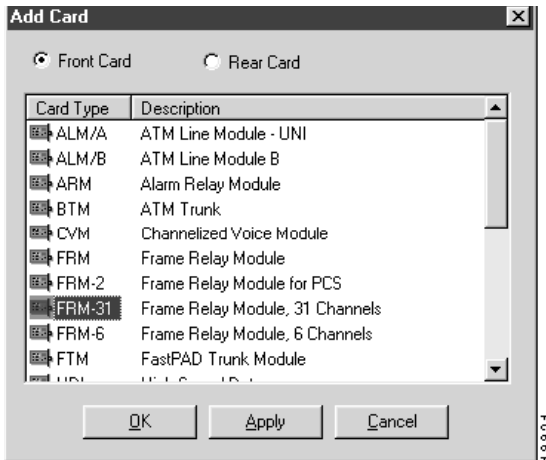 Add Card
Front Card Rear Card
Card Type Description
ALM/A ATM Line Module - UNI
ALM/B ATM Line Module B
ARM Alarm Relay Module
BTM ATM Trunk
CVM Channelized Voice Module
FRM Frame Relay Module
FRM-2 Frame Relay Module for PCS
FRM-31 Frame Relay Module, 31 Channels
FRM-6 Frame Relay Module, 6 Channels
FTM FastPAD Trunk Module
OK Apply Cancel